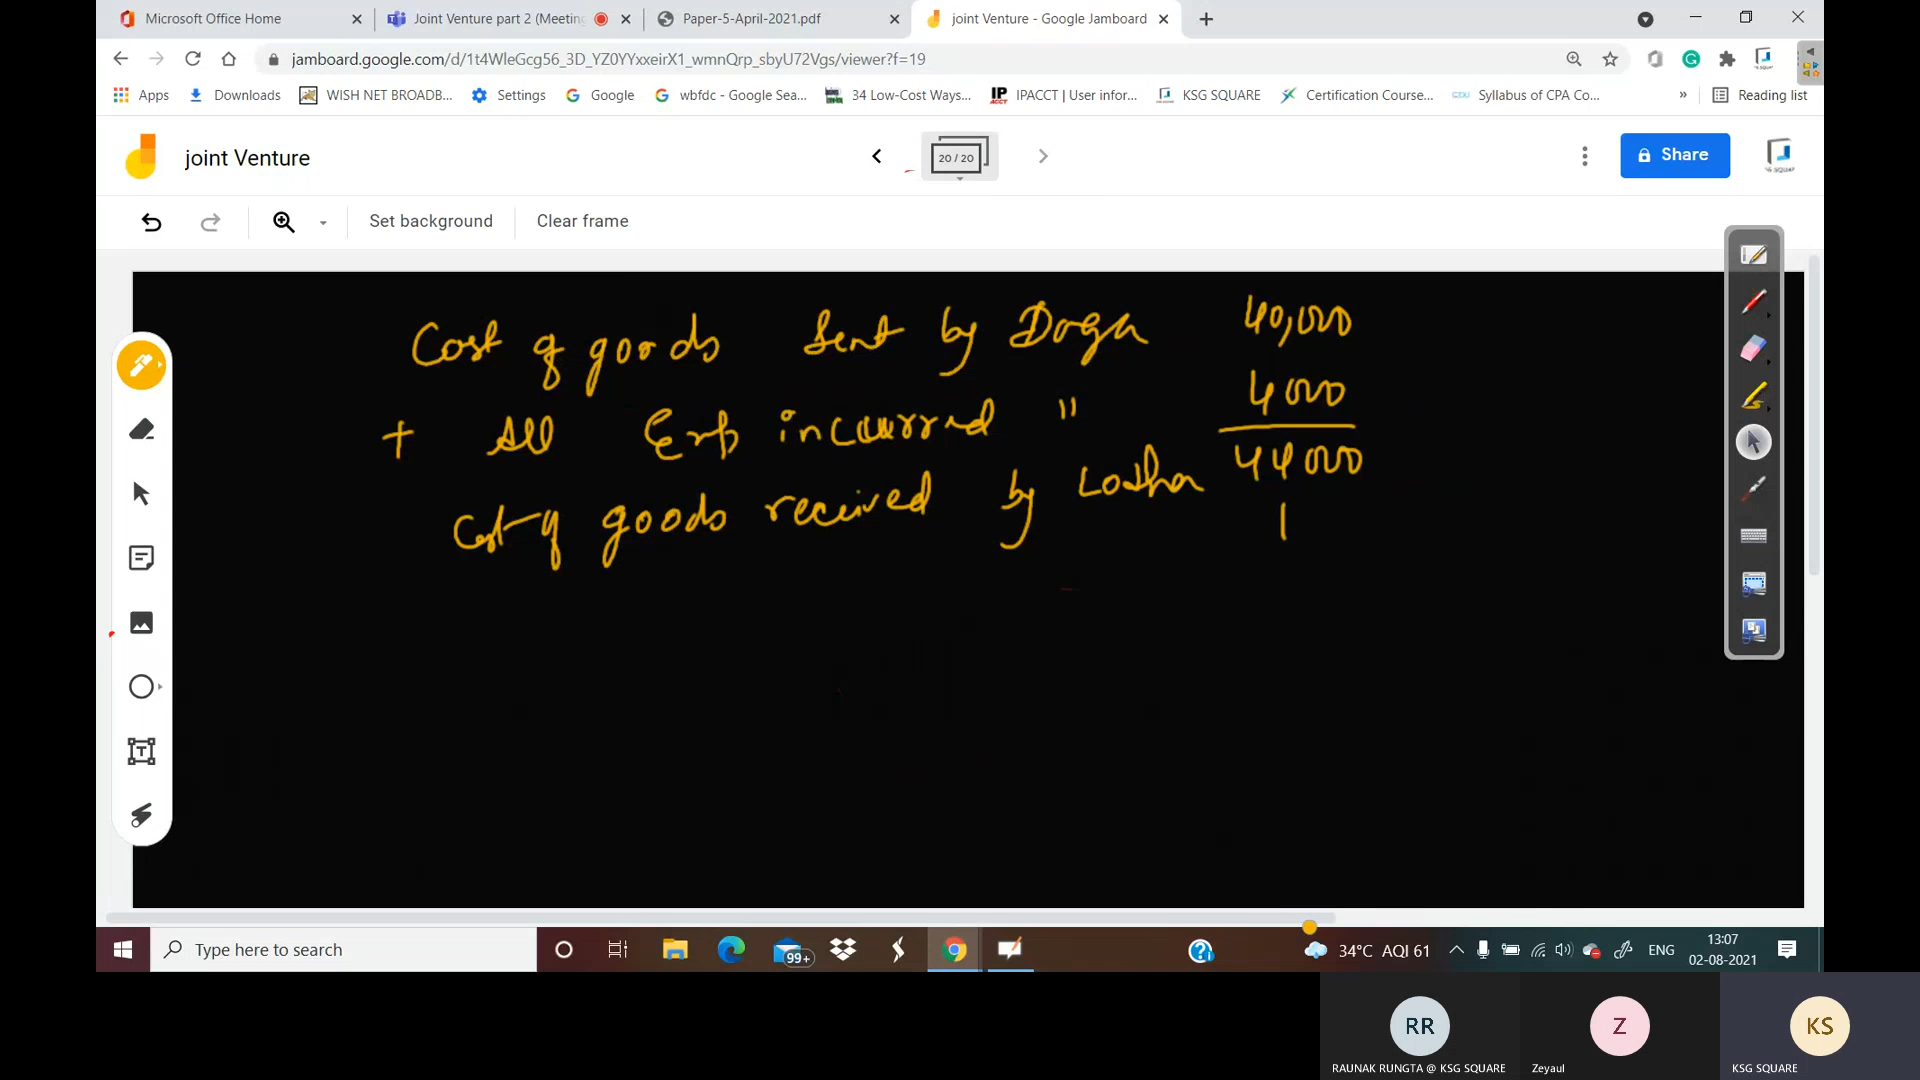 Microsoft Office Home
Joint Venture part 2 (Meeting
Paper-5-April-2021.pdf
joint Venture - Google Jamboard
jamboard.google.com/d/1t4WleGcg56_3D_YZ0YYxxeirX1_wmnQrp_sbyU72Vgs/viewer?f=19
Apps
Downloads
WISH NET BROADB...
Settings
Google
wbfdc - Google Sea...
34 Low-Cost Ways...
IPACCT | User infor...
KSG SQUARE
Certification Course...
Syllabus of CPA Co...
»
Reading list
joint Venture
20 / 20
Share
Set background
Clear frame
Cost of goods sent by Doga 40,000
+ All Exp incurred " 4000
44000
Cost of goods received by Lotha
1
Type here to search
99+
34°C AQI 61
ENG
13:07
02-08-2021
RR
Z
KS
RAUNAK RUNGTA @ KSG SQUARE
Zeyaul
KSG SQUARE